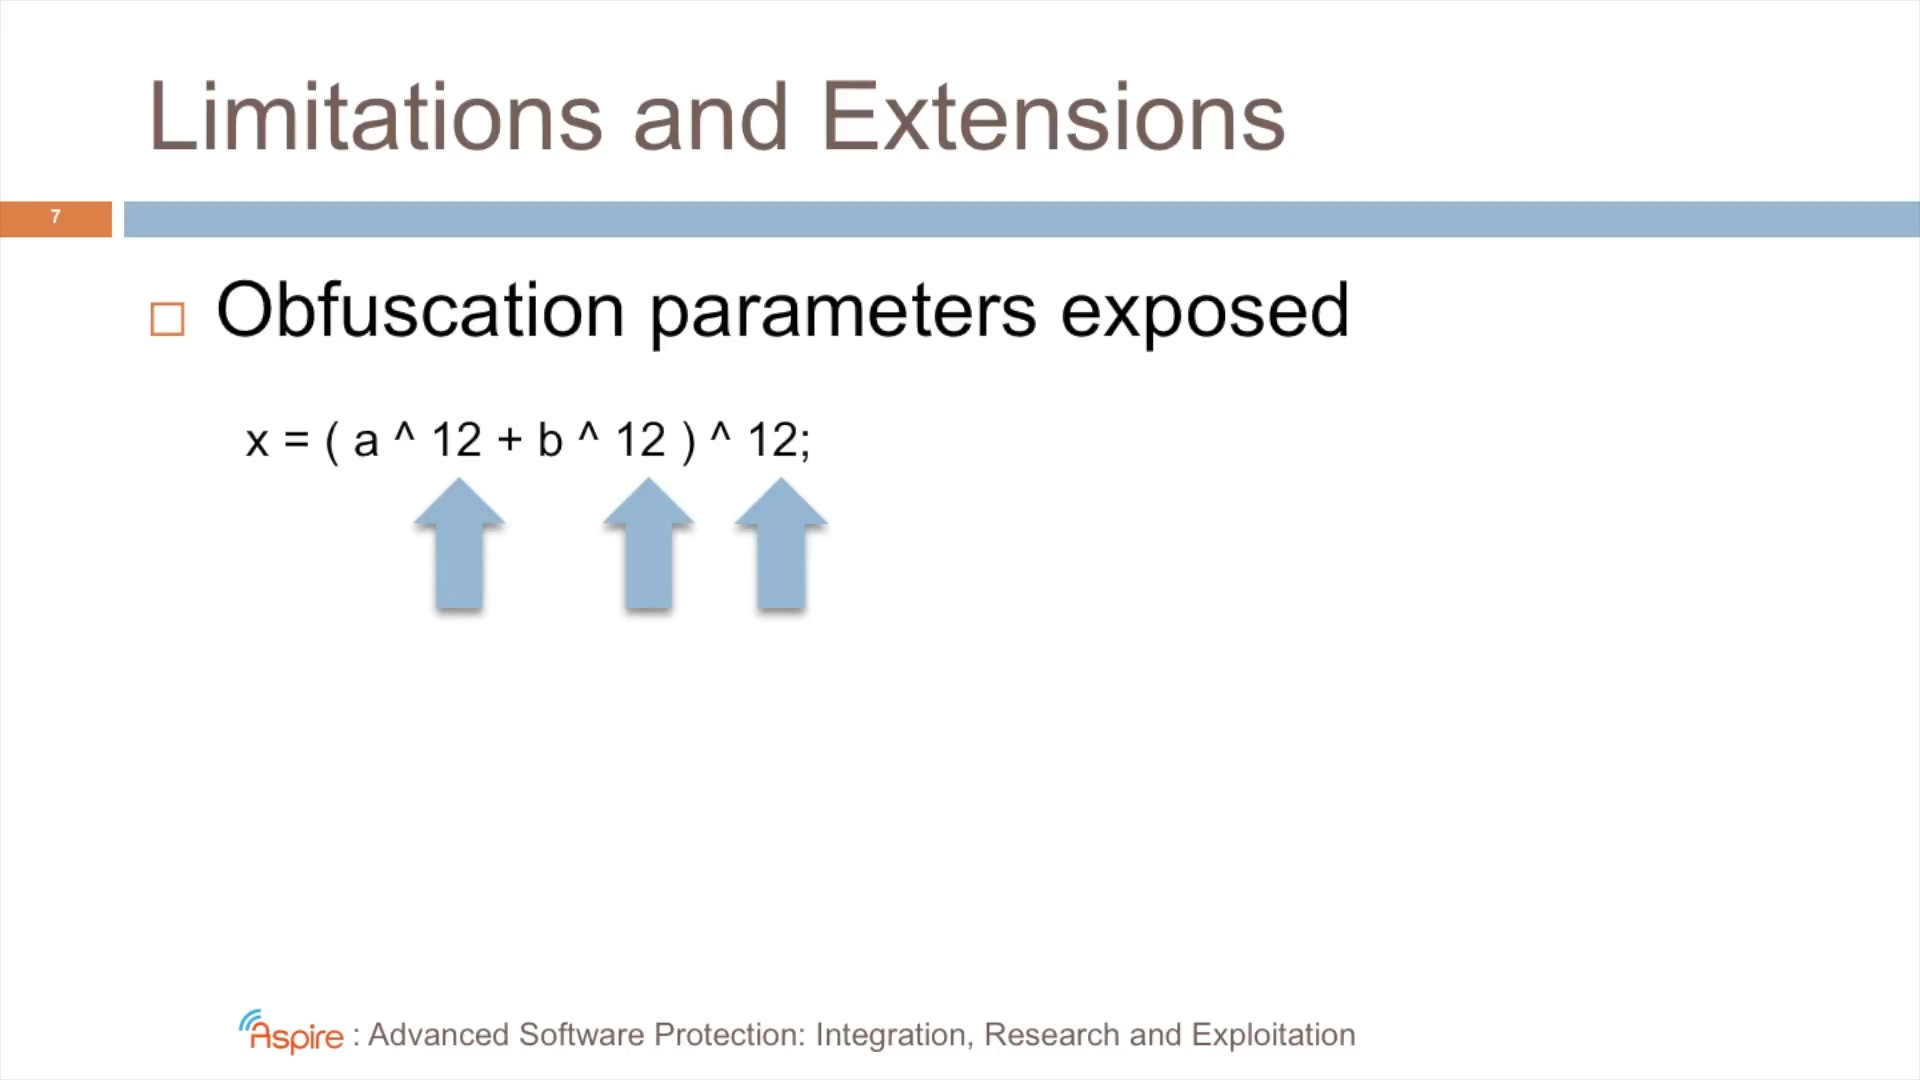 Limitations and Extensions
7
Obfuscation parameters exposed
x = ( a ^ 12 + b ^ 12 ) ^ 12;
Aspire : Advanced Software Protection: Integration, Research and Exploitation